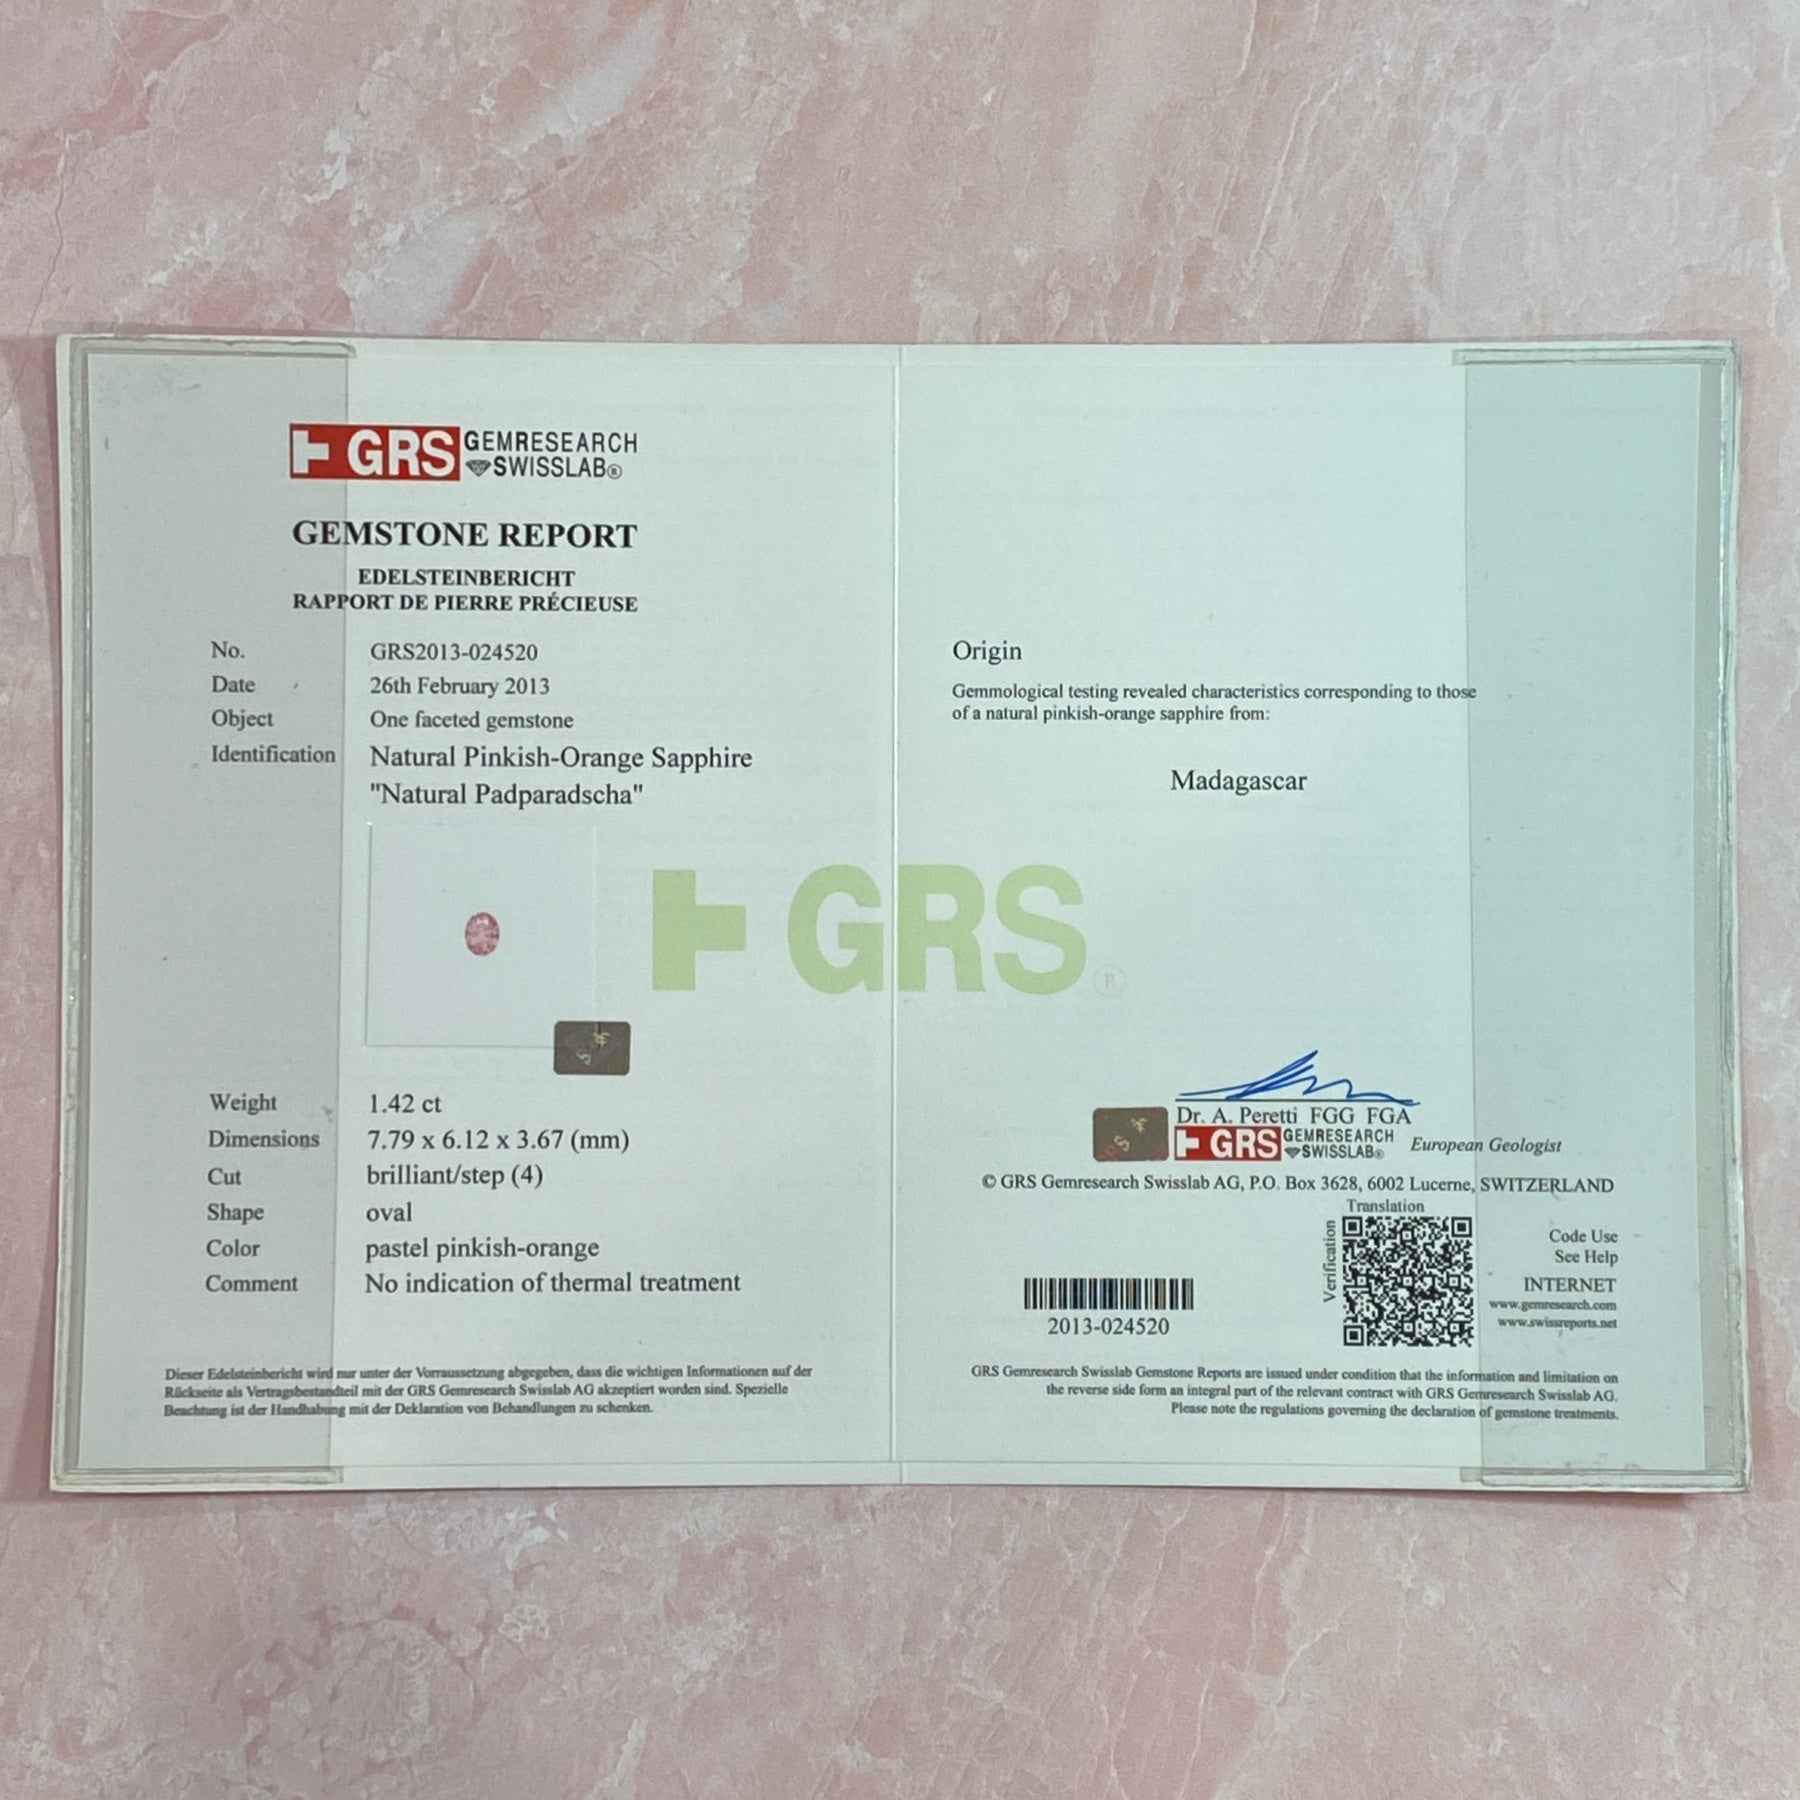 GRS GEMRESEARCH
SWISSLAB®
GEMSTONE REPORT
EDELSTEINBERICHT
RAPPORT DE PIERRE PRÉCIEUSE
No. GRS2013-024520
Date 26th February 2013
Object One faceted gemstone
Identification Natural Pinkish-Orange Sapphire
"Natural Padparadscha"
Weight 1.42 ct
Dimensions 7.79 x 6.12 x 3.67 (mm)
Cut brilliant/step (4)
Shape oval
Color pastel pinkish-orange
Comment No indication of thermal treatment
Dieser Edelsteinbericht wird nur unter der Vorraussetzung abgegeben, dass die wichtigen Informationen auf der
Rückseite als Vertragsbestandteil mit der GRS Gemresearch Swisslab AG akzeptiert worden sind. Spezielle
Beachtung ist der Handhabung mit der Deklaration von Behandlungen zu schenken.
GRS ®
Origin
Gemmological testing revealed characteristics corresponding to those
of a natural pinkish-orange sapphire from:
Madagascar
Dr. A. Peretti FGG FGA
GRS GEMRESEARCH
SWISSLAB®
European Geologist
© GRS Gemresearch Swisslab AG, P.O. Box 3628, 6002 Lucerne, SWITZERLAND
Translation
Verification
Code Use
See Help
INTERNET
www.gemresearch.com
www.swissreports.net
2013-024520
GRS Gemresearch Swisslab Gemstone Reports are issued under condition that the information and limitation on
the reverse side form an integral part of the relevant contract with GRS Gemresearch Swisslab AG.
Please note the regulations governing the declaration of gemstone treatments.